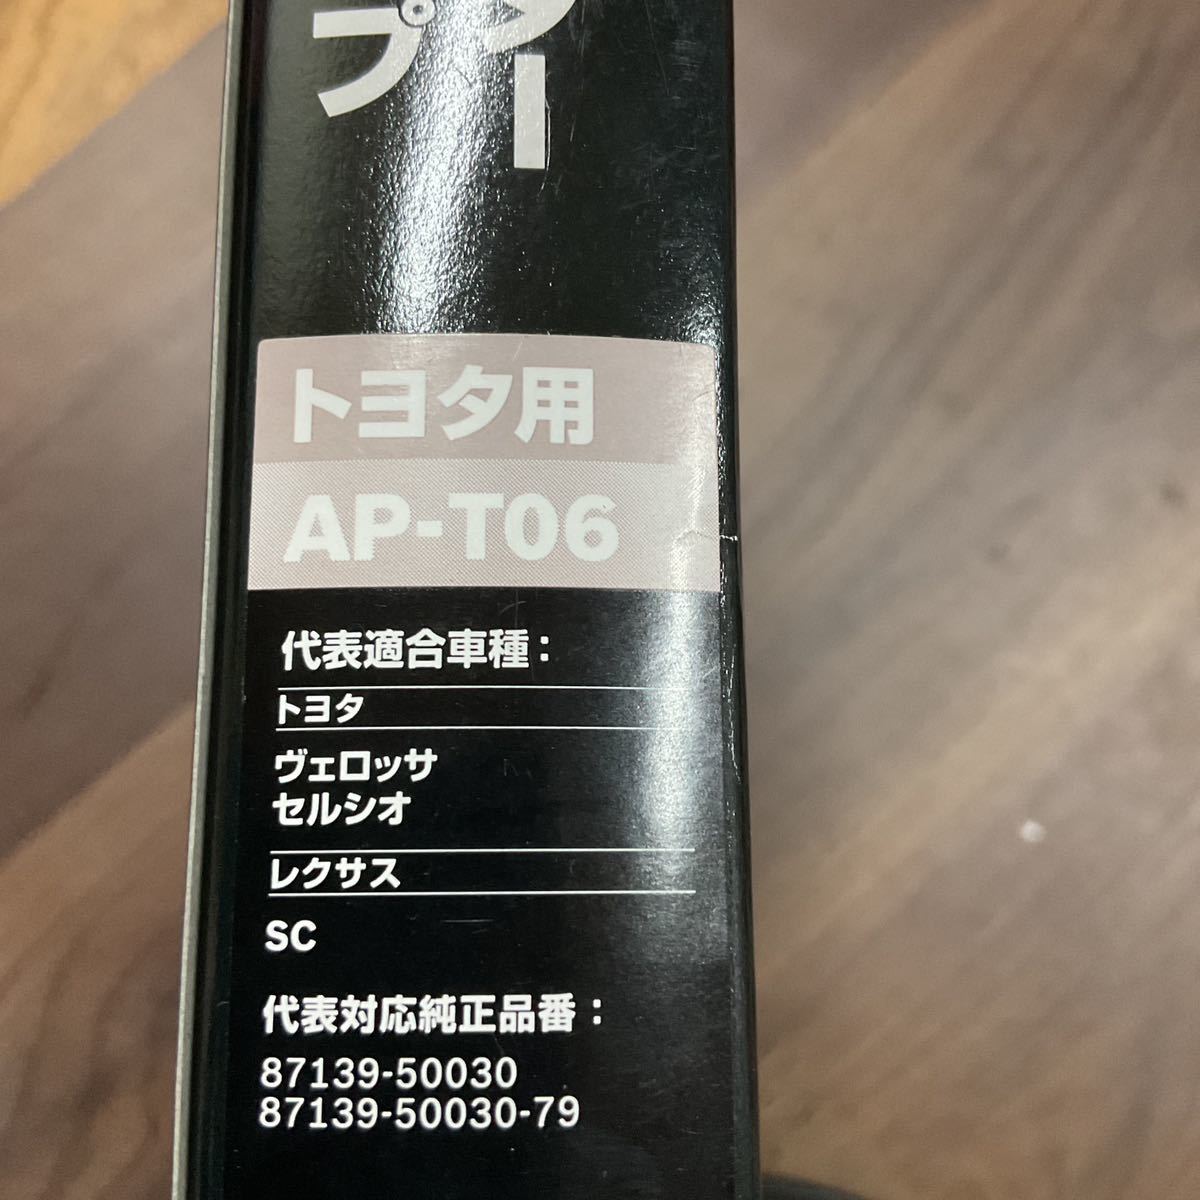 ター
プ
トヨタ用
AP-T06
代表適合車種：
トヨタ
ヴェロッサ
セルシオ
レクサス
SC
代表対応純正品番：
87139-50030
87139-50030-79